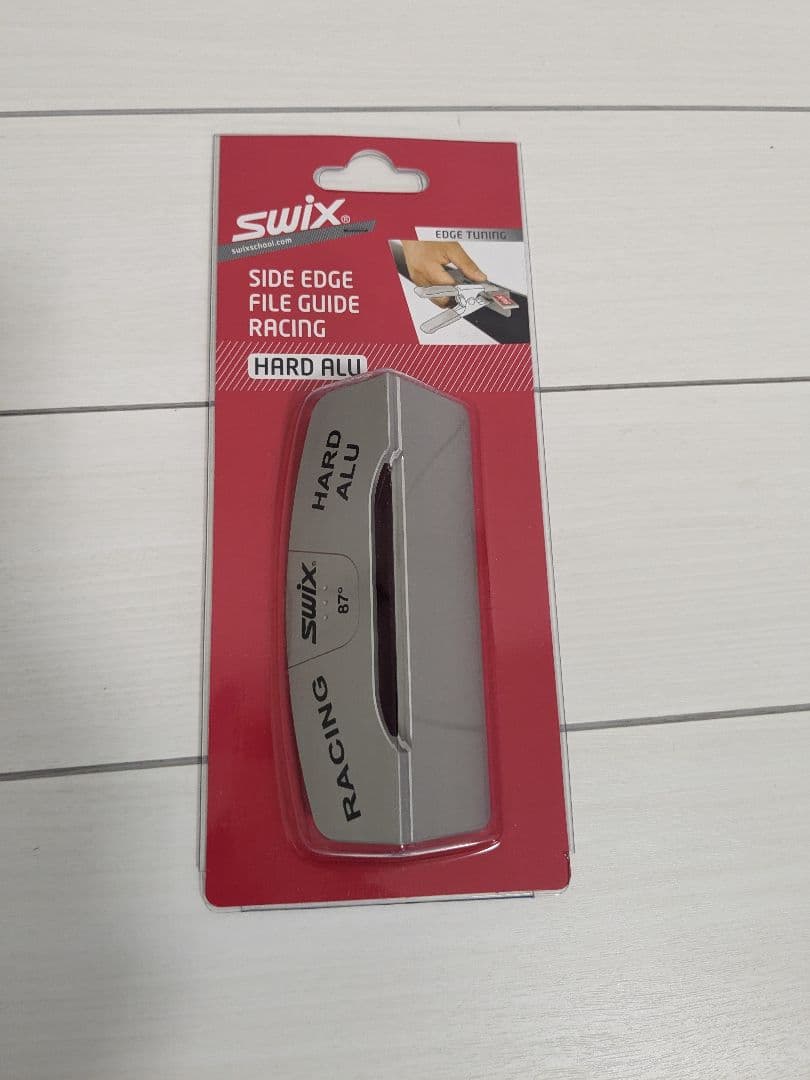 SWIX®
swixschool.com
EDGE TUNING
SIDE EDGE
FILE GUIDE
RACING
HARD ALU
HARD
ALU
SWIX®
87°
RACING